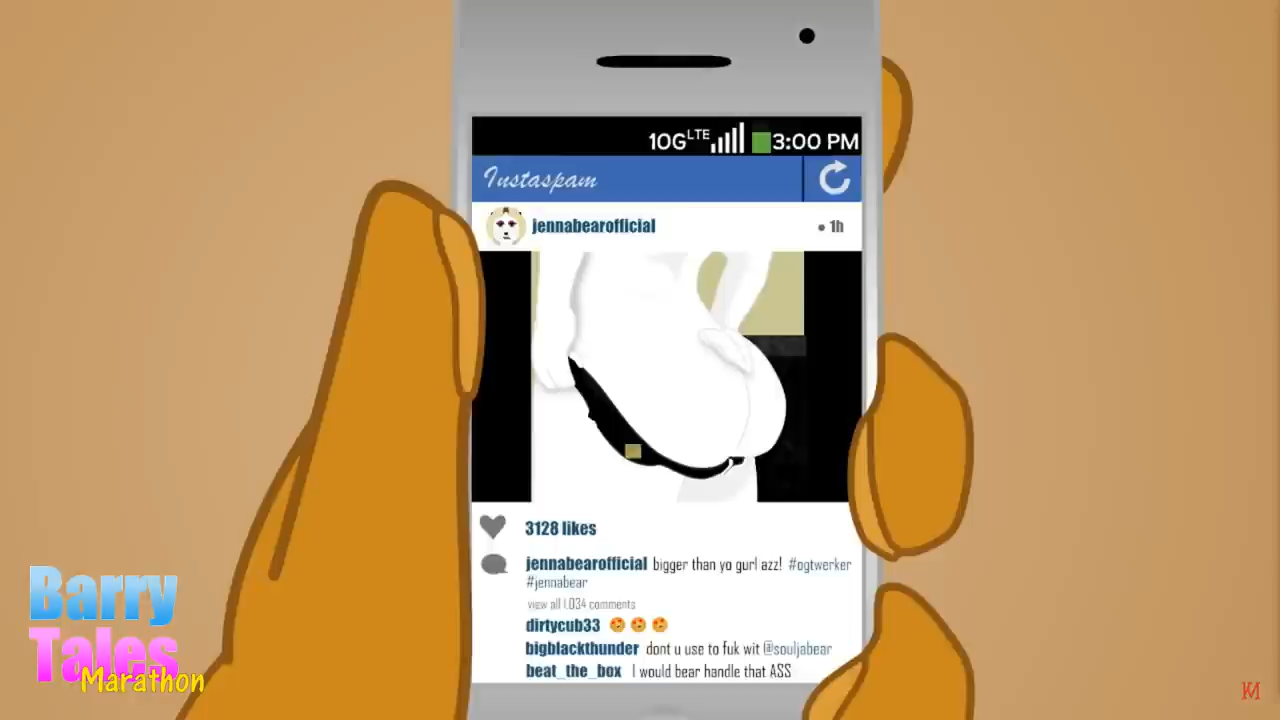 10G LTE 3:00 PM
Instaspam
jennabearofficial • 1h
3128 likes
jennabearofficial bigger than yo gurl azz! #ogtwerker
#jennabear
view all 1,034 comments
dirtycub33
bigblackthunder dont u use to fuk wit @souljabear
beat_the_box I would bear handle that ASS
Barry
Tales
Marathon
KM